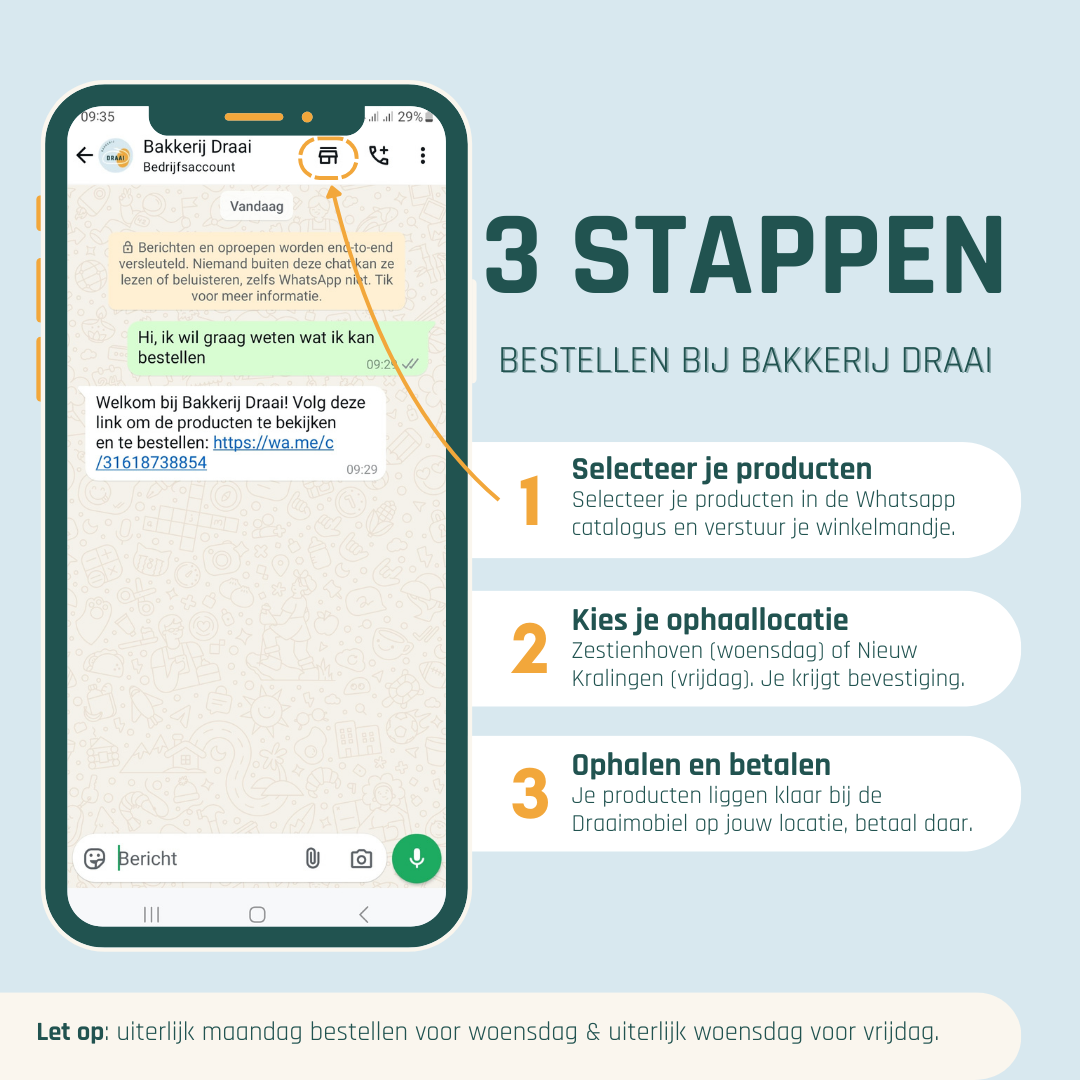 09:35
29%
DRAAI
Bakkerij Draai
Bedrijfsaccount
Vandaag
Berichten en oproepen worden end-to-end
versleuteld. Niemand buiten deze chat kan ze
lezen of beluisteren, zelfs WhatsApp niet. Tik
voor meer informatie.
Hi, ik wil graag weten wat ik kan
bestellen
09:29
Welkom bij Bakkerij Draai! Volg deze
link om de producten te bekijken
en te bestellen: https://wa.me/c
/31618738854
09:29
Bericht
3 STAPPEN
BESTELLEN BIJ BAKKERIJ DRAAI
1
Selecteer je producten
Selecteer je producten in de Whatsapp
catalogus en verstuur je winkelmandje.
2
Kies je ophaallocatie
Zestienhoven (woensdag) of Nieuw
Kralingen (vrijdag). Je krijgt bevestiging.
3
Ophalen en betalen
Je producten liggen klaar bij de
Draaimobiel op jouw locatie, betaal daar.
Let op: uiterlijk maandag bestellen voor woensdag & uiterlijk woensdag voor vrijdag.